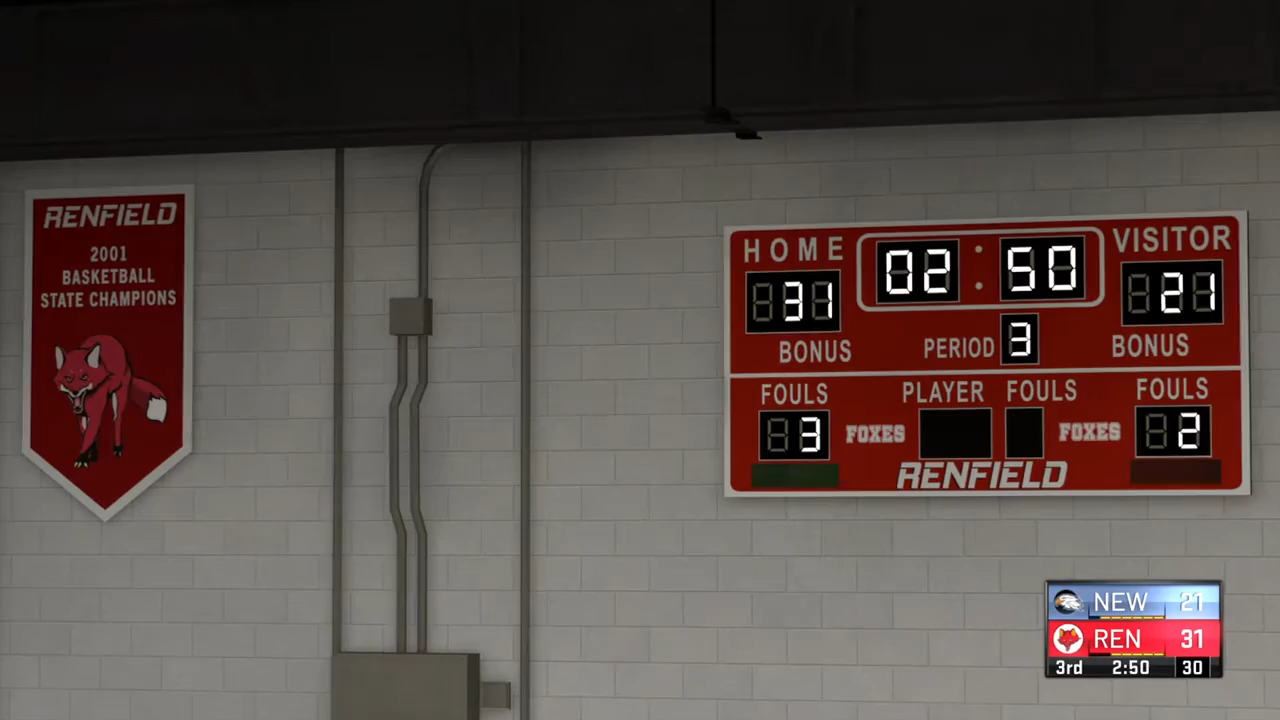 RENFIELD
2001
BASKETBALL
STATE CHAMPIONS
HOME
02:50
VISITOR
31
21
BONUS
PERIOD 3
BONUS
FOULS
PLAYER FOULS
FOULS
3
FOXES
FOXES
2
RENFIELD
NEW 21
REN 31
3rd 2:50 30